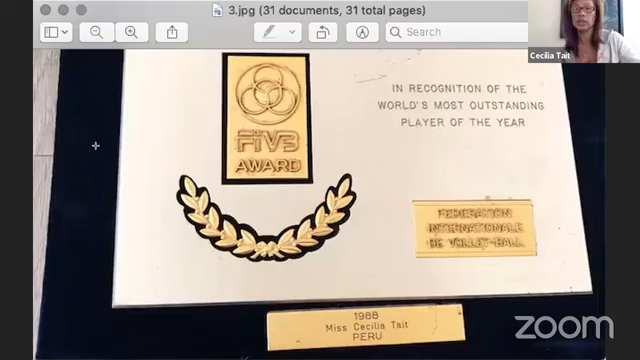 3.jpg (31 documents, 31 total pages)
Search
Cecilia Tait
IN RECOGNITION OF THE
WORLD'S MOST OUTSTANDING
PLAYER OF THE YEAR
FIVB
AWARD
FEDERATION
INTERNATIONALE
DE VOLLEY-BALL
1988
Miss Cecilia Tait
PERU
zoom